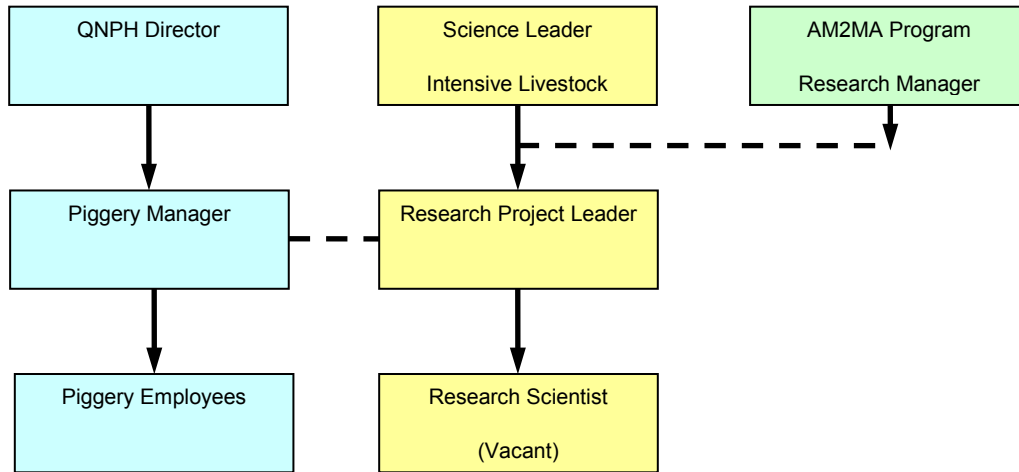 QNPH Director
Science Leader
Intensive Livestock
AM2MA Program
Research Manager
Piggery Manager
Research Project Leader
Piggery Employees
Research Scientist
(Vacant)